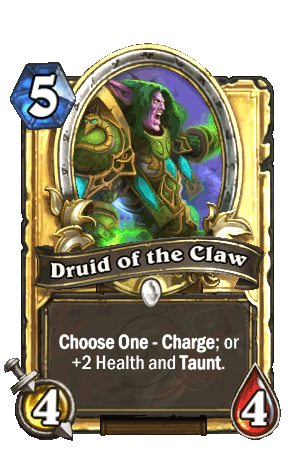 5
Druid of the Claw
Choose One - Charge; or
+2 Health and Taunt.
4
4